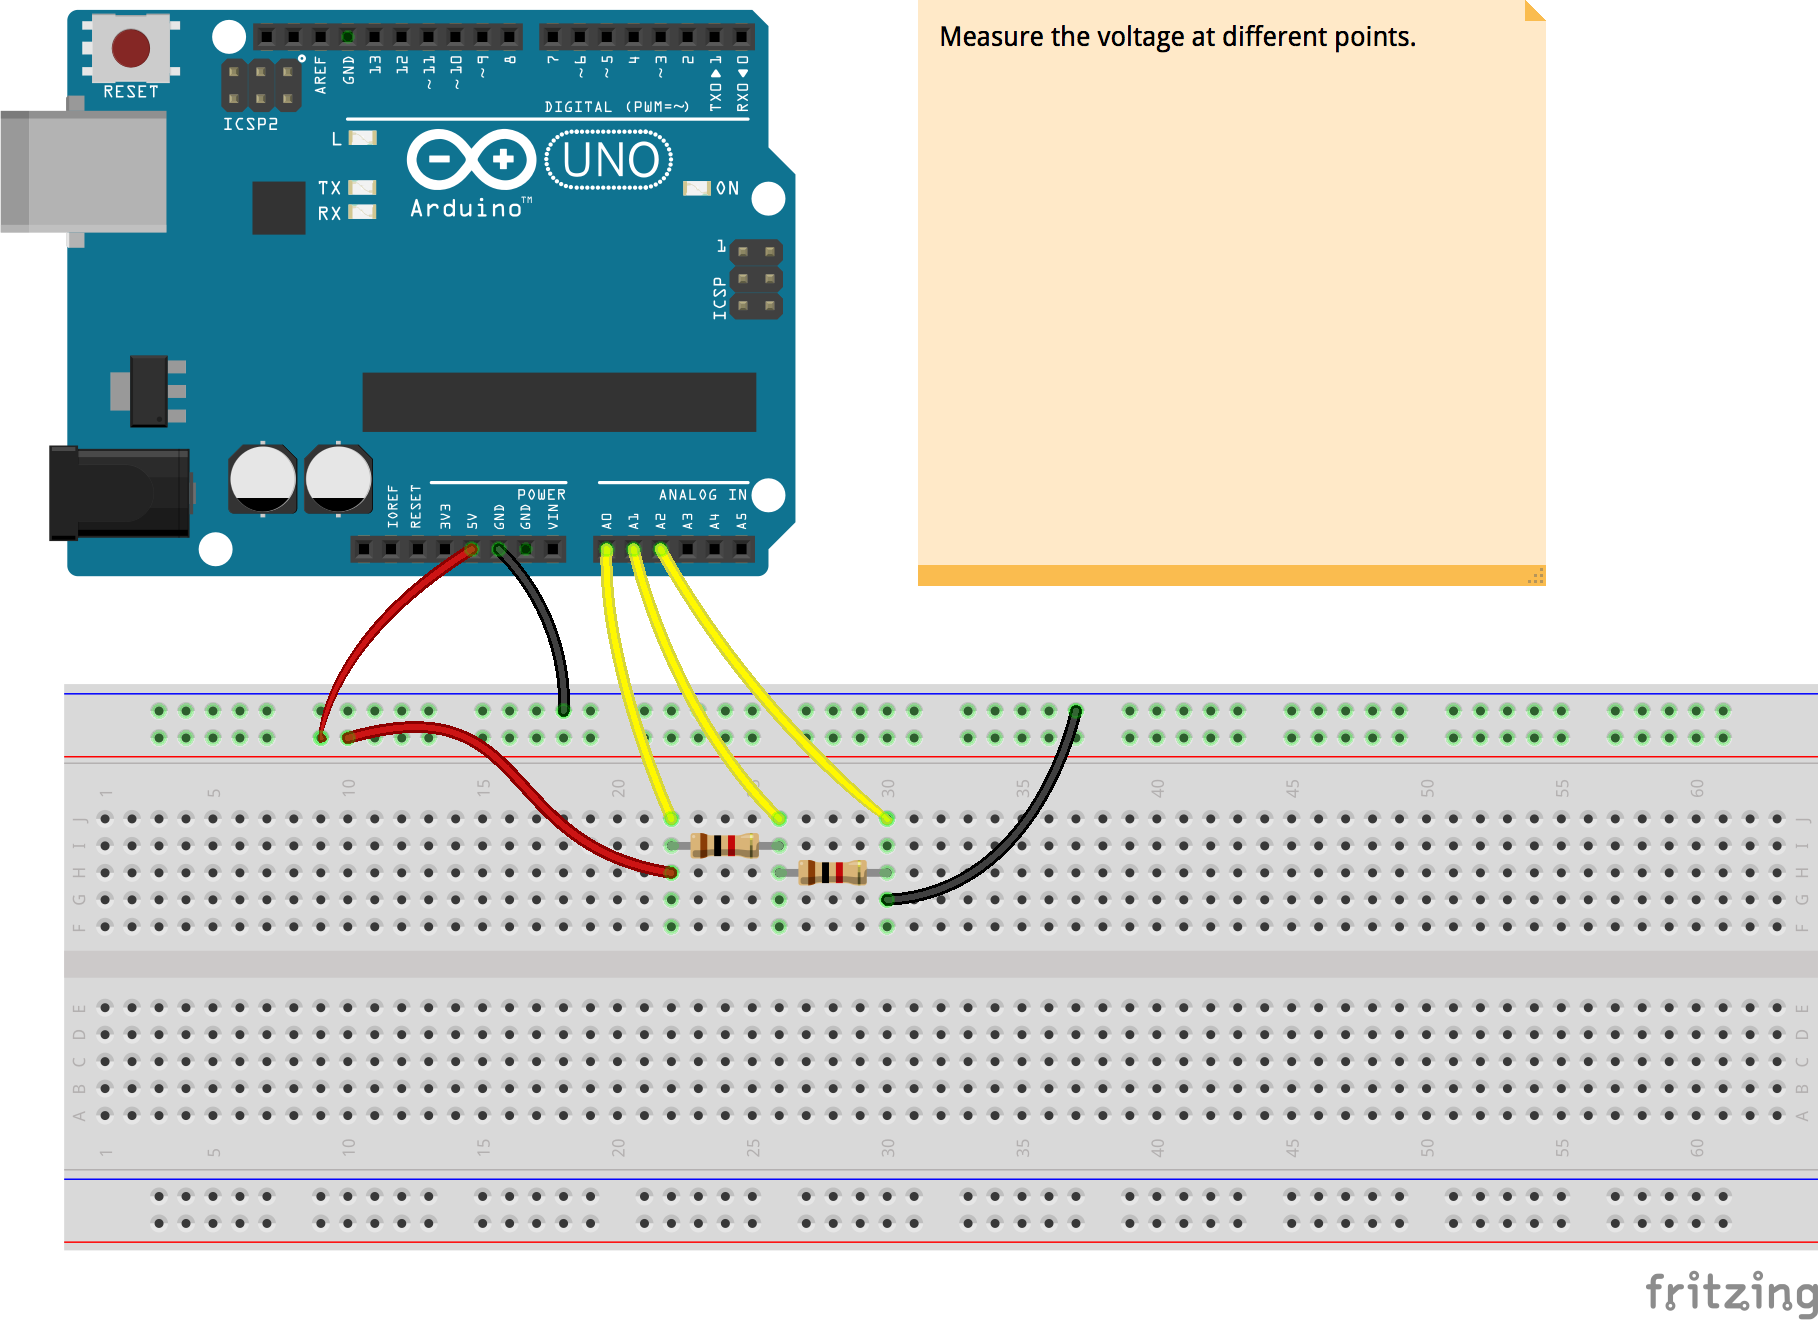 Measure the voltage at different points.
RESET
ICSP2
AREF
GND
13
12
~11
~10
~9
8
7
~6
~5
4
~3
2
TX0▶1
RX0◀0
DIGITAL (PWM=~)
L
TX
RX
UNO
Arduino™
ON
1
ICSP
IOREF
RESET
3V3
5V
GND
GND
VIN
POWER
ANALOG IN
A0
A1
A2
A3
A4
A5
1 5 10 15 20 25 30 35 40 45 50 55 60
J J
I I
H H
G G
F F
E E
D D
C C
B B
A A
1 5 10 15 20 25 30 35 40 45 50 55 60
fritzing